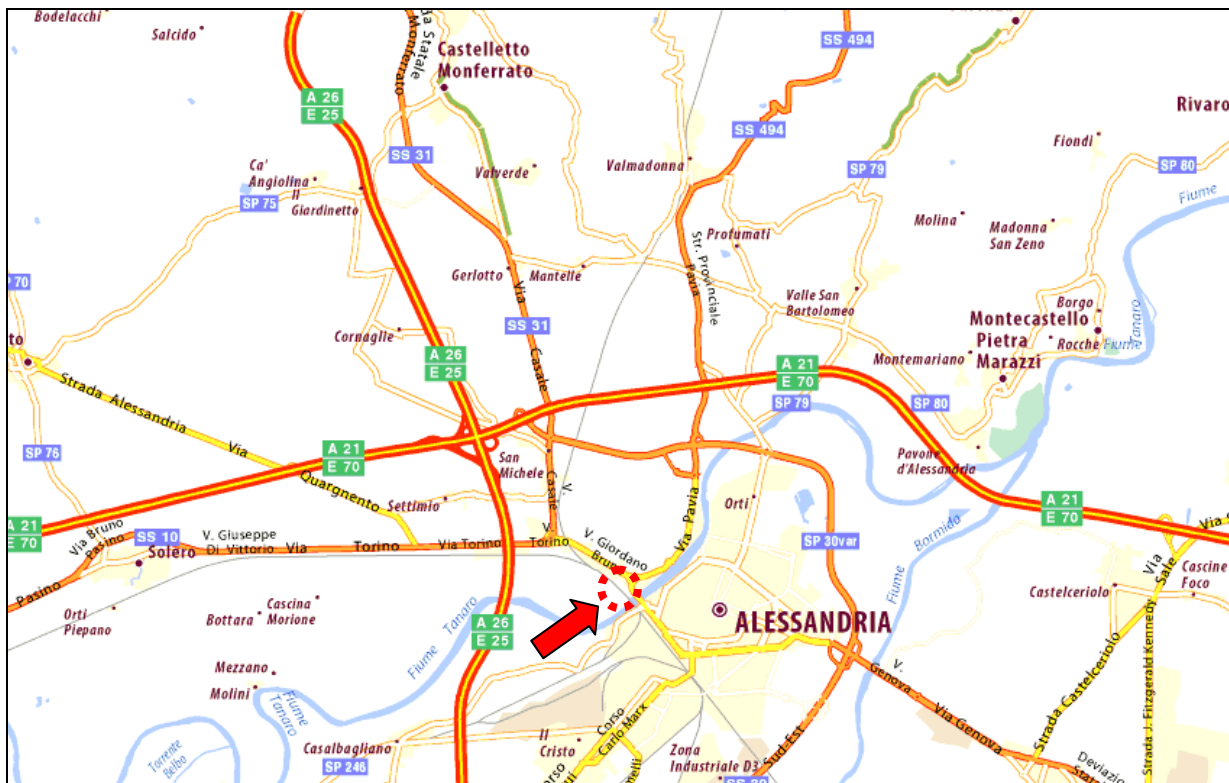 Bodelacchi
Salcido
Statale
Monferrato
Castelletto
Monferrato
SS 494
A 26
E 25
SS 494
Rivaro
Fiondi
SS 31
Valverde
Valmadonna
SP 79
SP 80
Ca'
Angiolina
Il
Giardinetto
SP 75
Fiume
Molina
Madonna
San Zeno
Profumati
Str. Provinciale
Pavia
70
Gerlotto
Mantelle
Via
Valle San
Bartolomeo
Borgo
Tanaro
Cornaglie
SS 31
Montecastello
Pietra
Marazzi
Rocche
Fiume
to
A 26
E 25
Casale
Montemariano
A 21
E 70
Strada Alessandria
Via
SP 79
SP 80
SP 76
A 21
E 70
San
Michele
Pavone
d'Alessandria
Quargnento
Casale
V.
Settimio
Orti
A 21
E 70
A 21
E 70
Via Bruno
Pasino
SS 10
V. Giuseppe
Di Vittorio
Via
Torino
Via Torino
V.
Torino
V. Giordano
Bruno
Via Pavia
SP 30var
Bormida
Fiume
Via
Sale
Solero
Pasino
Cascine
Foco
Castelceriolo
Orti
Piepano
Bottara
Cascina
Morione
Fiume
Tanaro
A 26
E 25
ALESSANDRIA
Mezzano
Molini
Fiume
Tanaro
V.
Genova
Via Genova
Strada Castelceriolo
Strada J. Fitzgerald Kennedy
Corso
Carlo Marx
Il
Cristo
Casalbagliano
SP 246
Zona
Industriale D3
Sud-Est
Deviazio
Torrente
Belbo